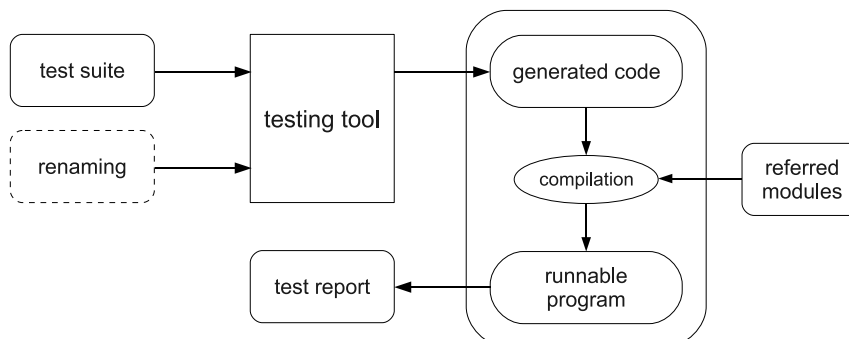 test suite
renaming
testing tool
generated code
compilation
referred
modules
runnable
program
test report